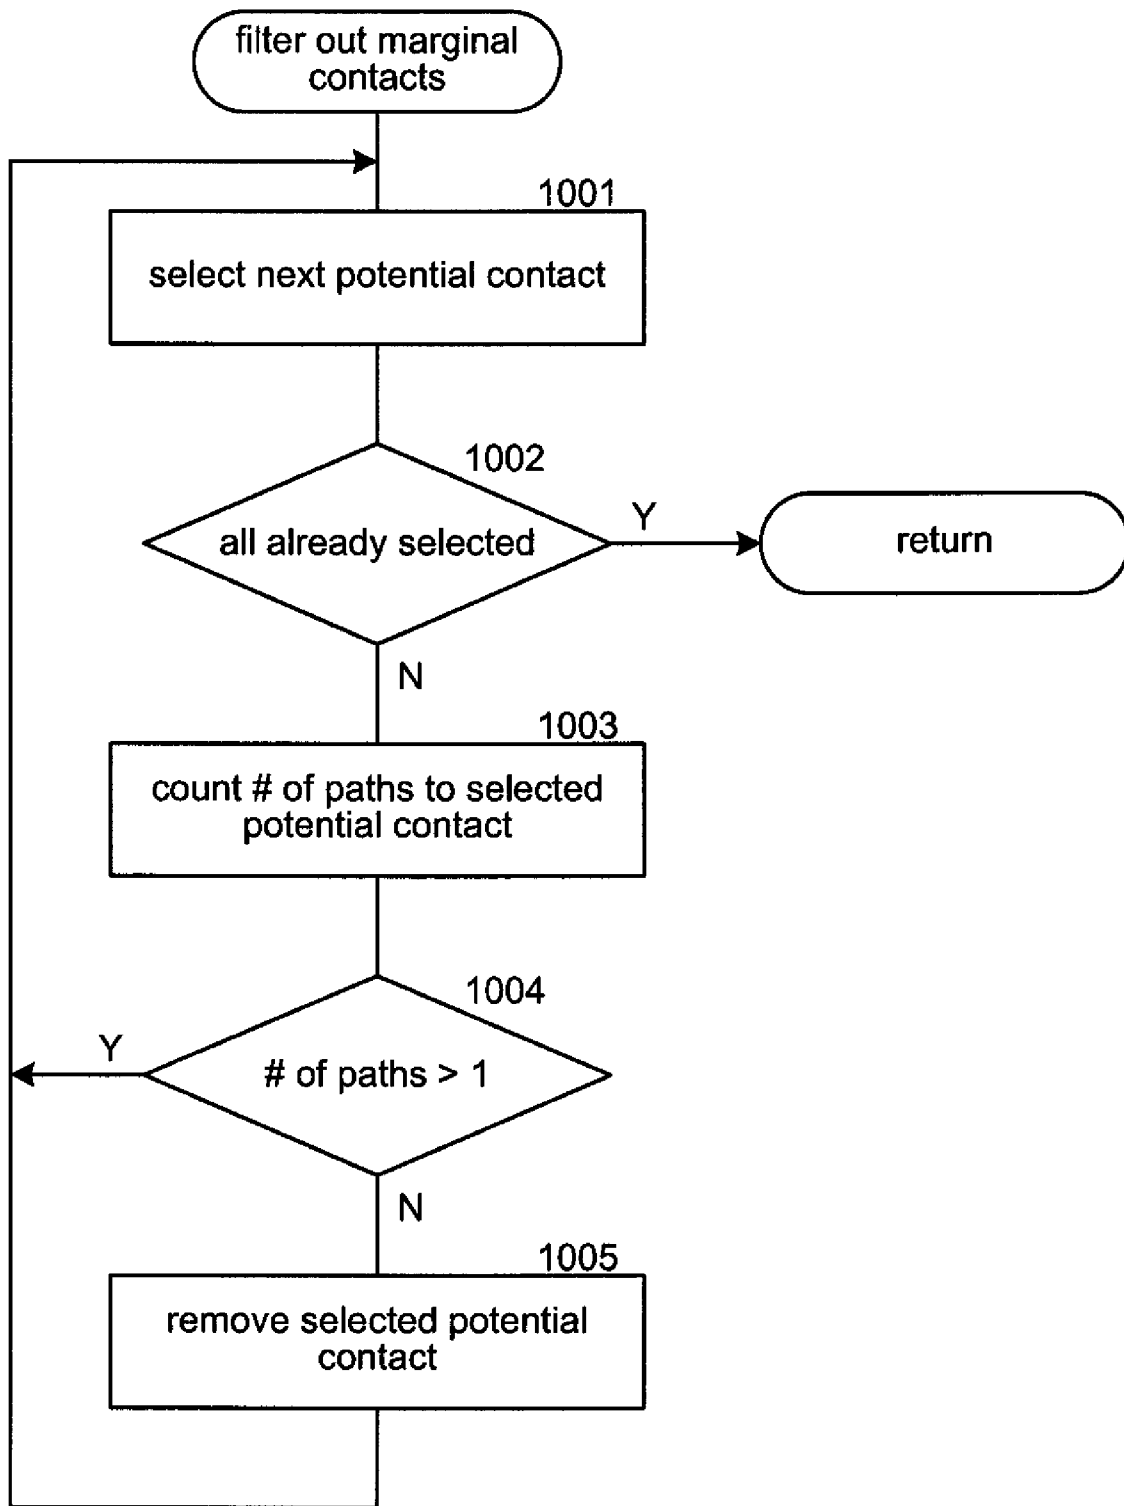 filter out marginal
contacts
1001
select next potential contact
1002
all already selected
Y
return
N
1003
count # of paths to selected
potential contact
1004
Y
# of paths > 1
N
1005
remove selected potential
contact